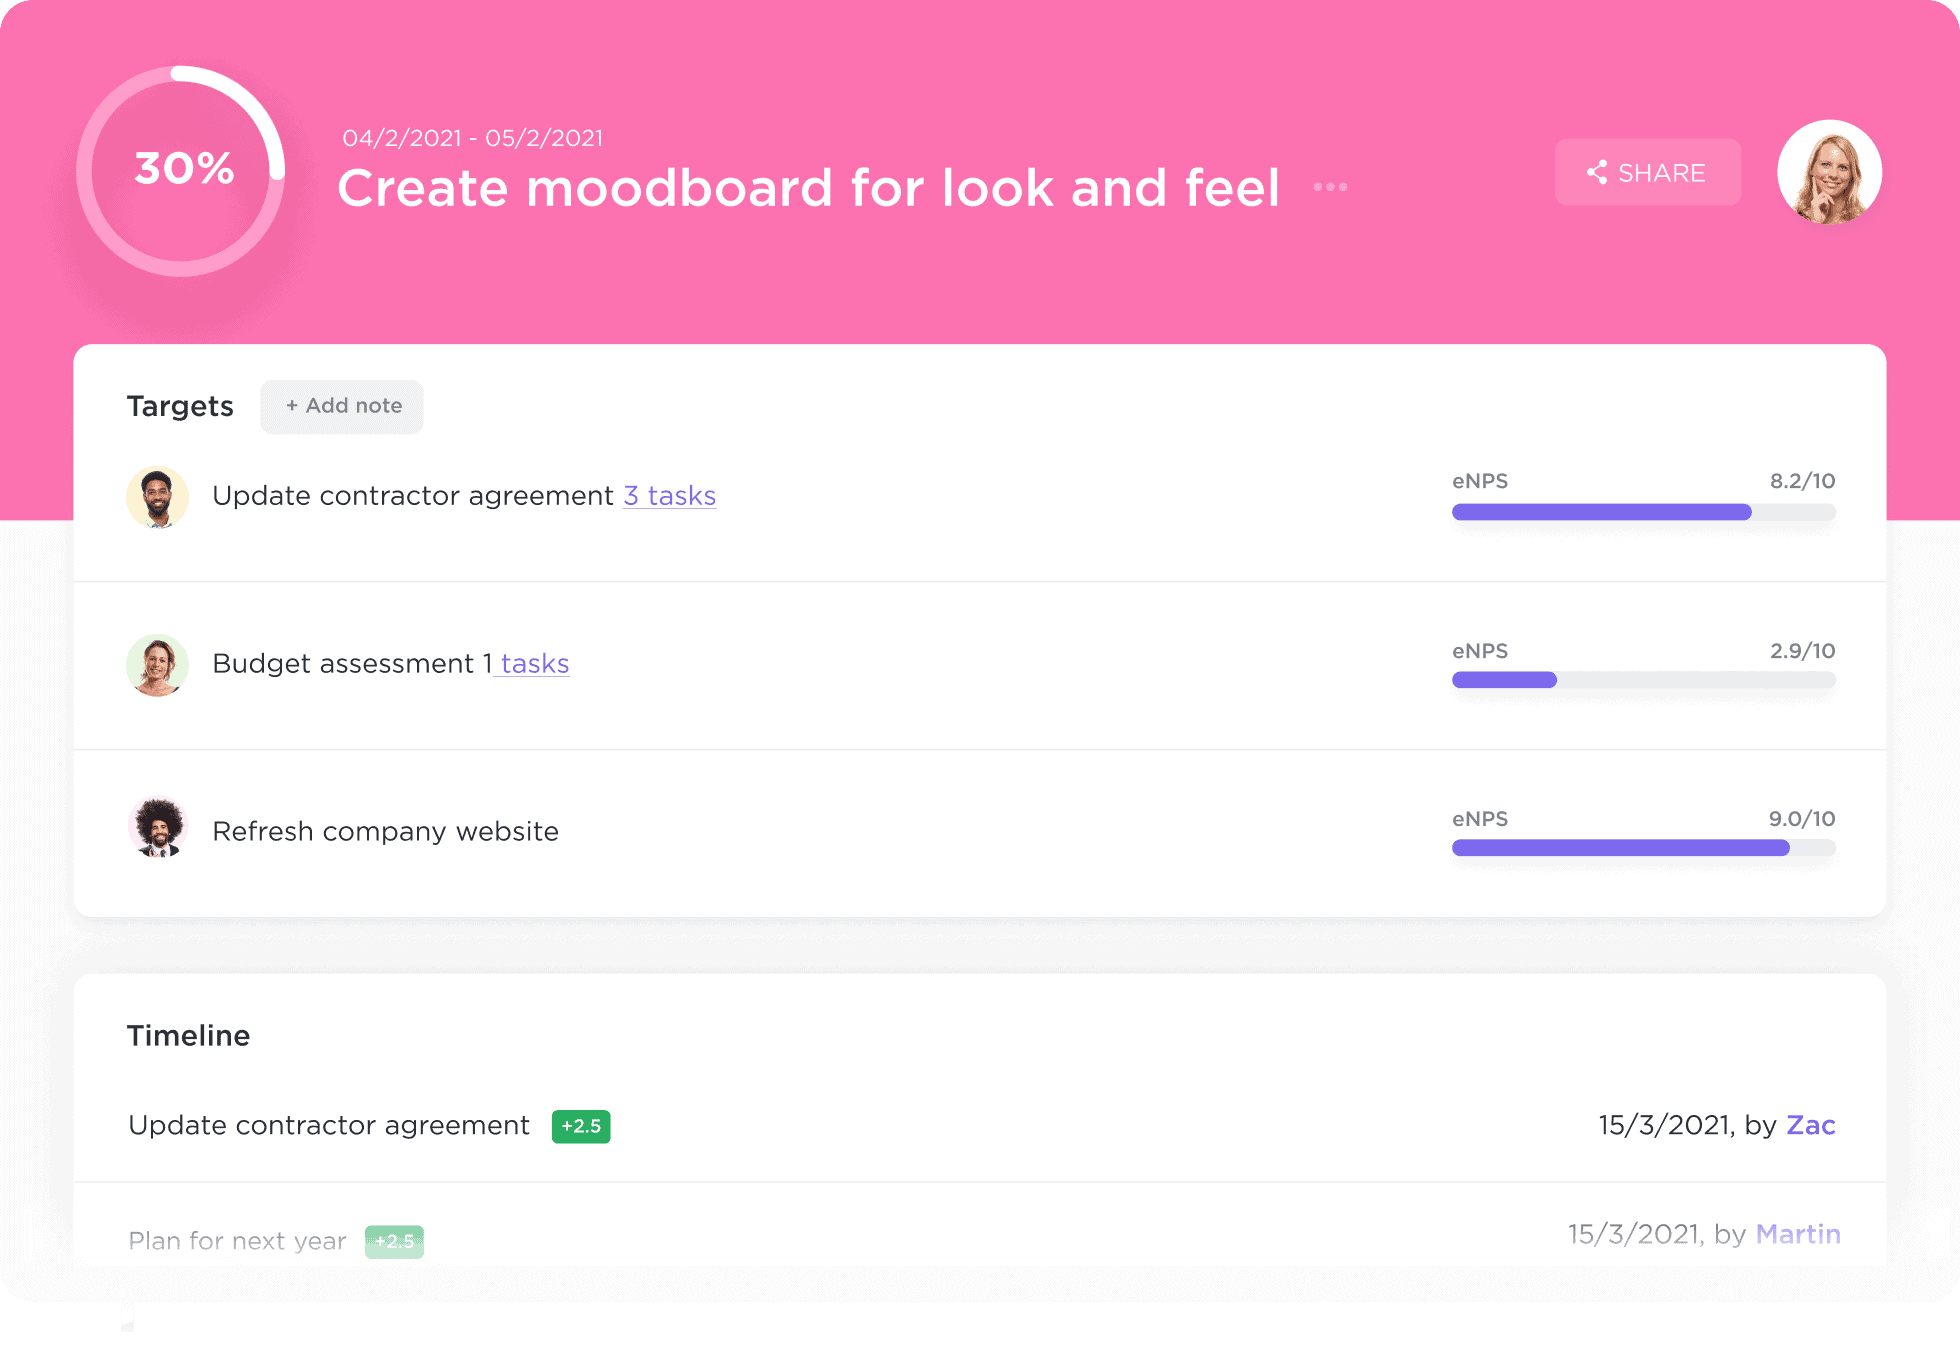 30%
04/2/2021 - 05/2/2021
Create moodboard for look and feel
SHARE
Targets
+ Add note
Update contractor agreement 3 tasks
eNPS 8.2/10
Budget assessment 1 tasks
eNPS 2.9/10
Refresh company website
eNPS 9.0/10
Timeline
Update contractor agreement +2.5 15/3/2021, by Zac
Plan for next year +2.5 15/3/2021, by Martin